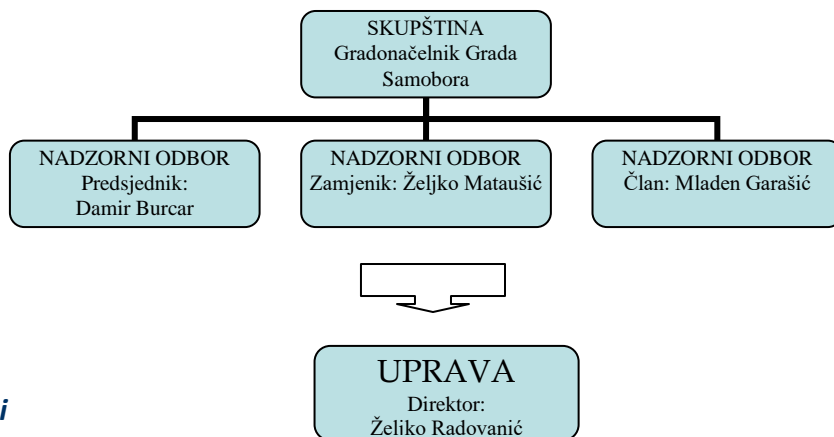 SKUPŠTINA
Gradonačelnik Grada
Samobora
NADZORNI ODBOR
Predsjednik:
Damir Burcar
NADZORNI ODBOR
Zamjenik: Željko Mataušić
NADZORNI ODBOR
Član: Mladen Garašić
UPRAVA
Direktor:
Željko Radovanić
i